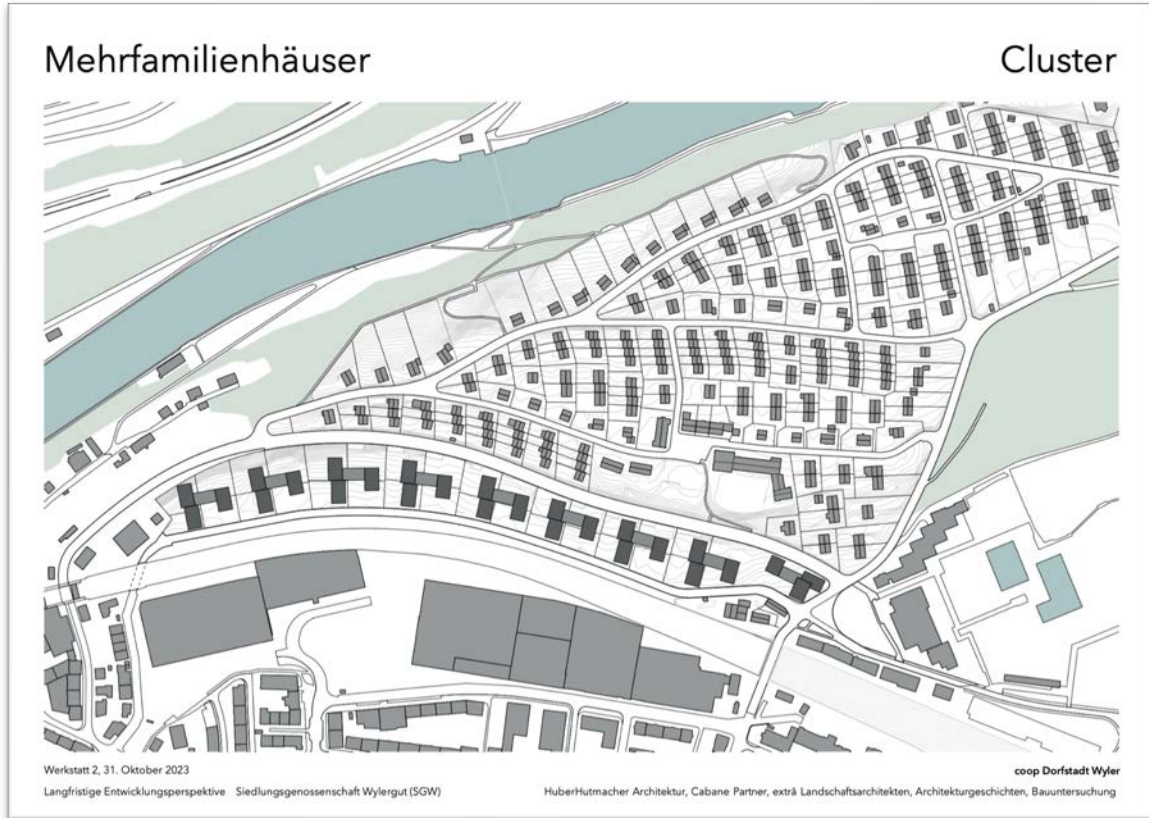 Mehrfamilienhäuser
Cluster
Werkstatt 2, 31. Oktober 2023
coop Dorfstadt Wyler
Langfristige Entwicklungsperspektive Siedlungsgenossenschaft Wylergut (SGW)
HuberHutmacher Architektur, Cabane Partner, extrā Landschaftsarchitekten, Architekturgeschichten, Bauuntersuchung